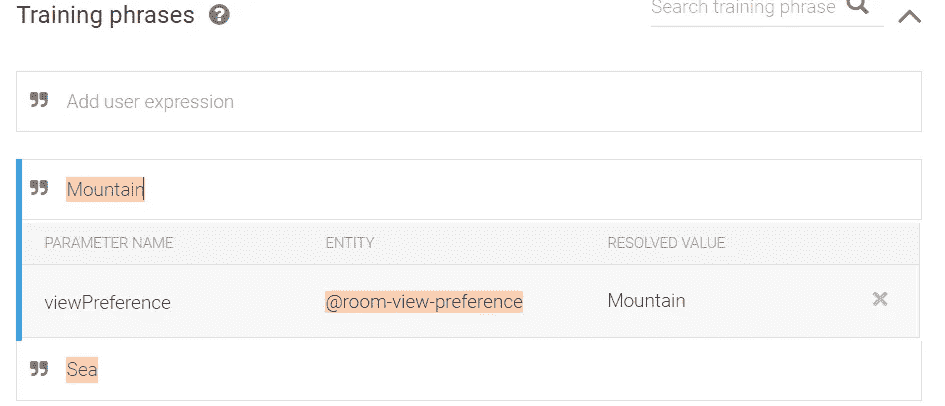 Training phrases
Search training phrase
Add user expression
Mountain
PARAMETER NAME ENTITY RESOLVED VALUE
viewPreference @room-view-preference Mountain
Sea